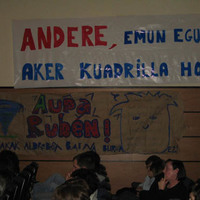 ANDERE, EMUN EGU
AKER KUADRILLA HO
Aupa,
Ruben!